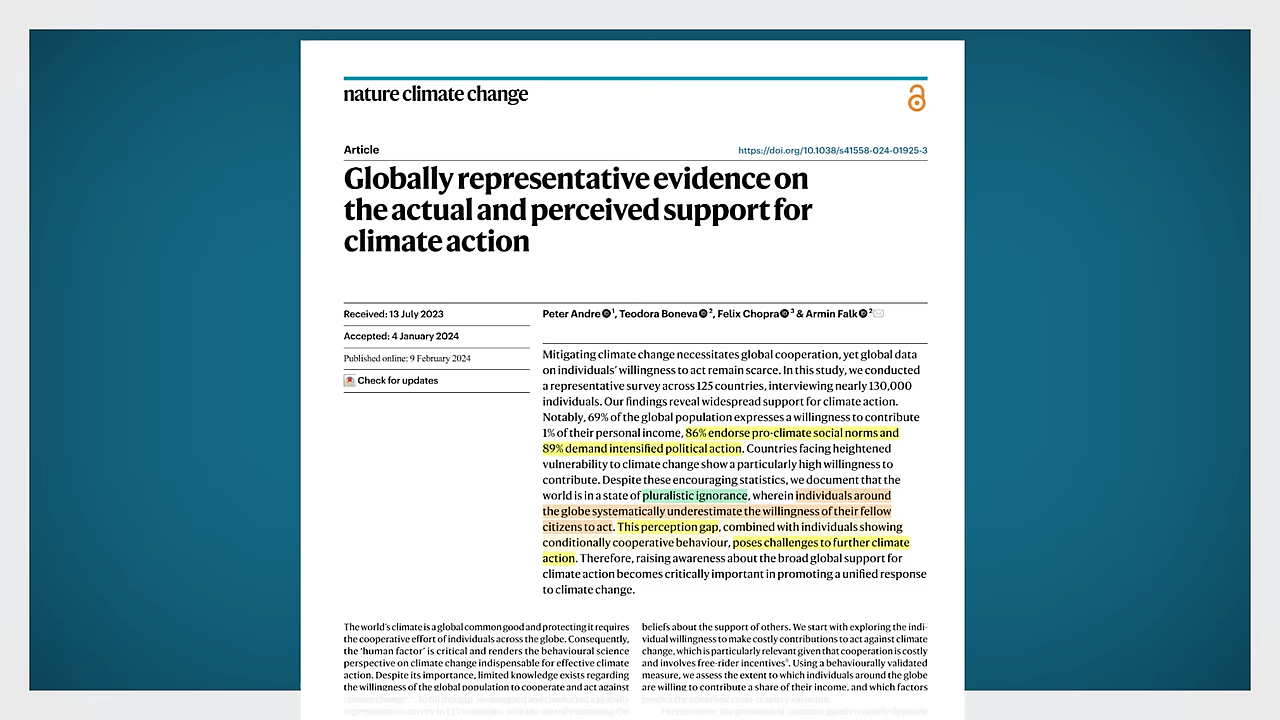 nature climate change
Article
https://doi.org/10.1038/s41558-024-01925-3
Globally representative evidence on
the actual and perceived support for
climate action
Received: 13 July 2023
Accepted: 4 January 2024
Published online: 9 February 2024
Check for updates
Peter Andre 1, Teodora Boneva 2, Felix Chopra 3 & Armin Falk 2
Mitigating climate change necessitates global cooperation, yet global data
on individuals’ willingness to act remain scarce. In this study, we conducted
a representative survey across 125 countries, interviewing nearly 130,000
individuals. Our findings reveal widespread support for climate action.
Notably, 69% of the global population expresses a willingness to contribute
1% of their personal income, 86% endorse pro-climate social norms and
89% demand intensified political action. Countries facing heightened
vulnerability to climate change show a particularly high willingness to
contribute. Despite these encouraging statistics, we document that the
world is in a state of pluralistic ignorance, wherein individuals around
the globe systematically underestimate the willingness of their fellow
citizens to act. This perception gap, combined with individuals showing
conditionally cooperative behaviour, poses challenges to further climate
action. Therefore, raising awareness about the broad global support for
climate action becomes critically important in promoting a unified response
to climate change.
The world’s climate is a global common good and protecting it requires
the cooperative effort of individuals across the globe. Consequently,
the ‘human factor’ is critical and renders the behavioural science
perspective on climate change indispensable for effective climate
action. Despite its importance, limited knowledge exists regarding
the willingness of the global population to cooperate and act against
beliefs about the support of others. We start with exploring the indi-
vidual willingness to make costly contributions to act against climate
change, which is particularly relevant given that cooperation is costly
and involves free-rider incentives. Using a behaviourally validated
measure, we assess the extent to which individuals around the globe
are willing to contribute a share of their income, and which factors